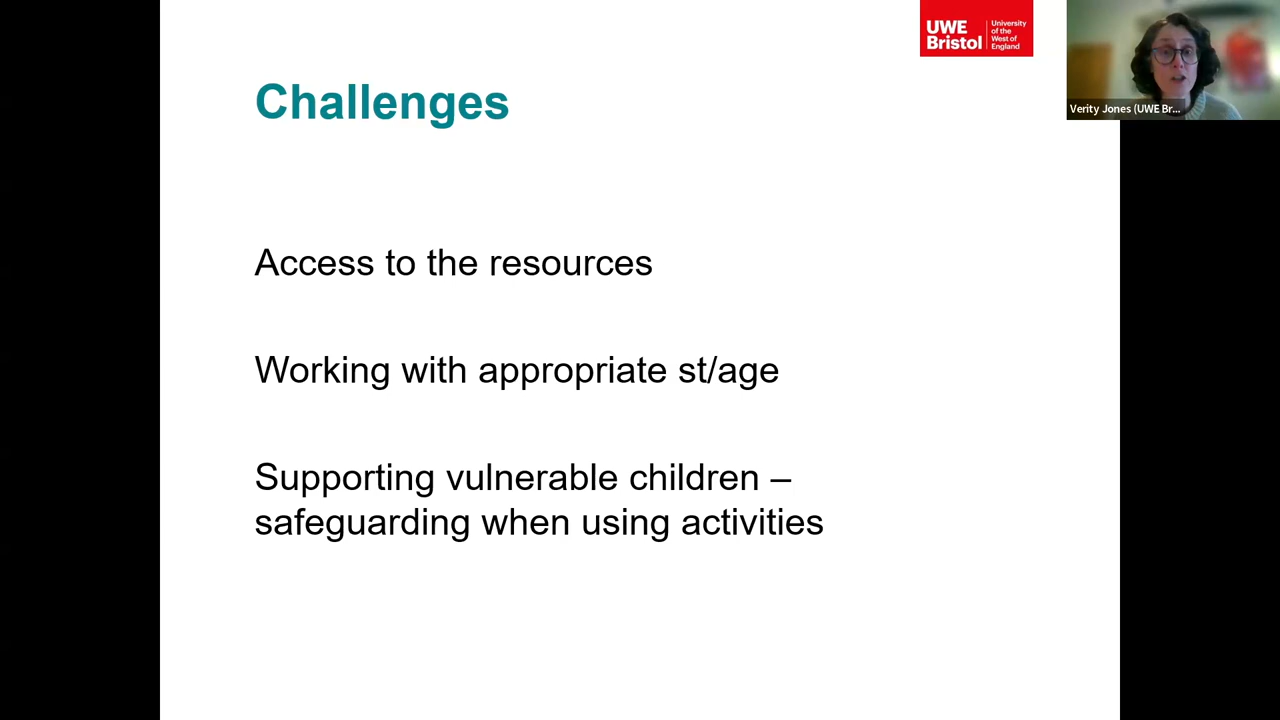 UWE Bristol
University of the West of England
Verity Jones (UWE Br...
Challenges
Access to the resources
Working with appropriate st/age
Supporting vulnerable children –
safeguarding when using activities